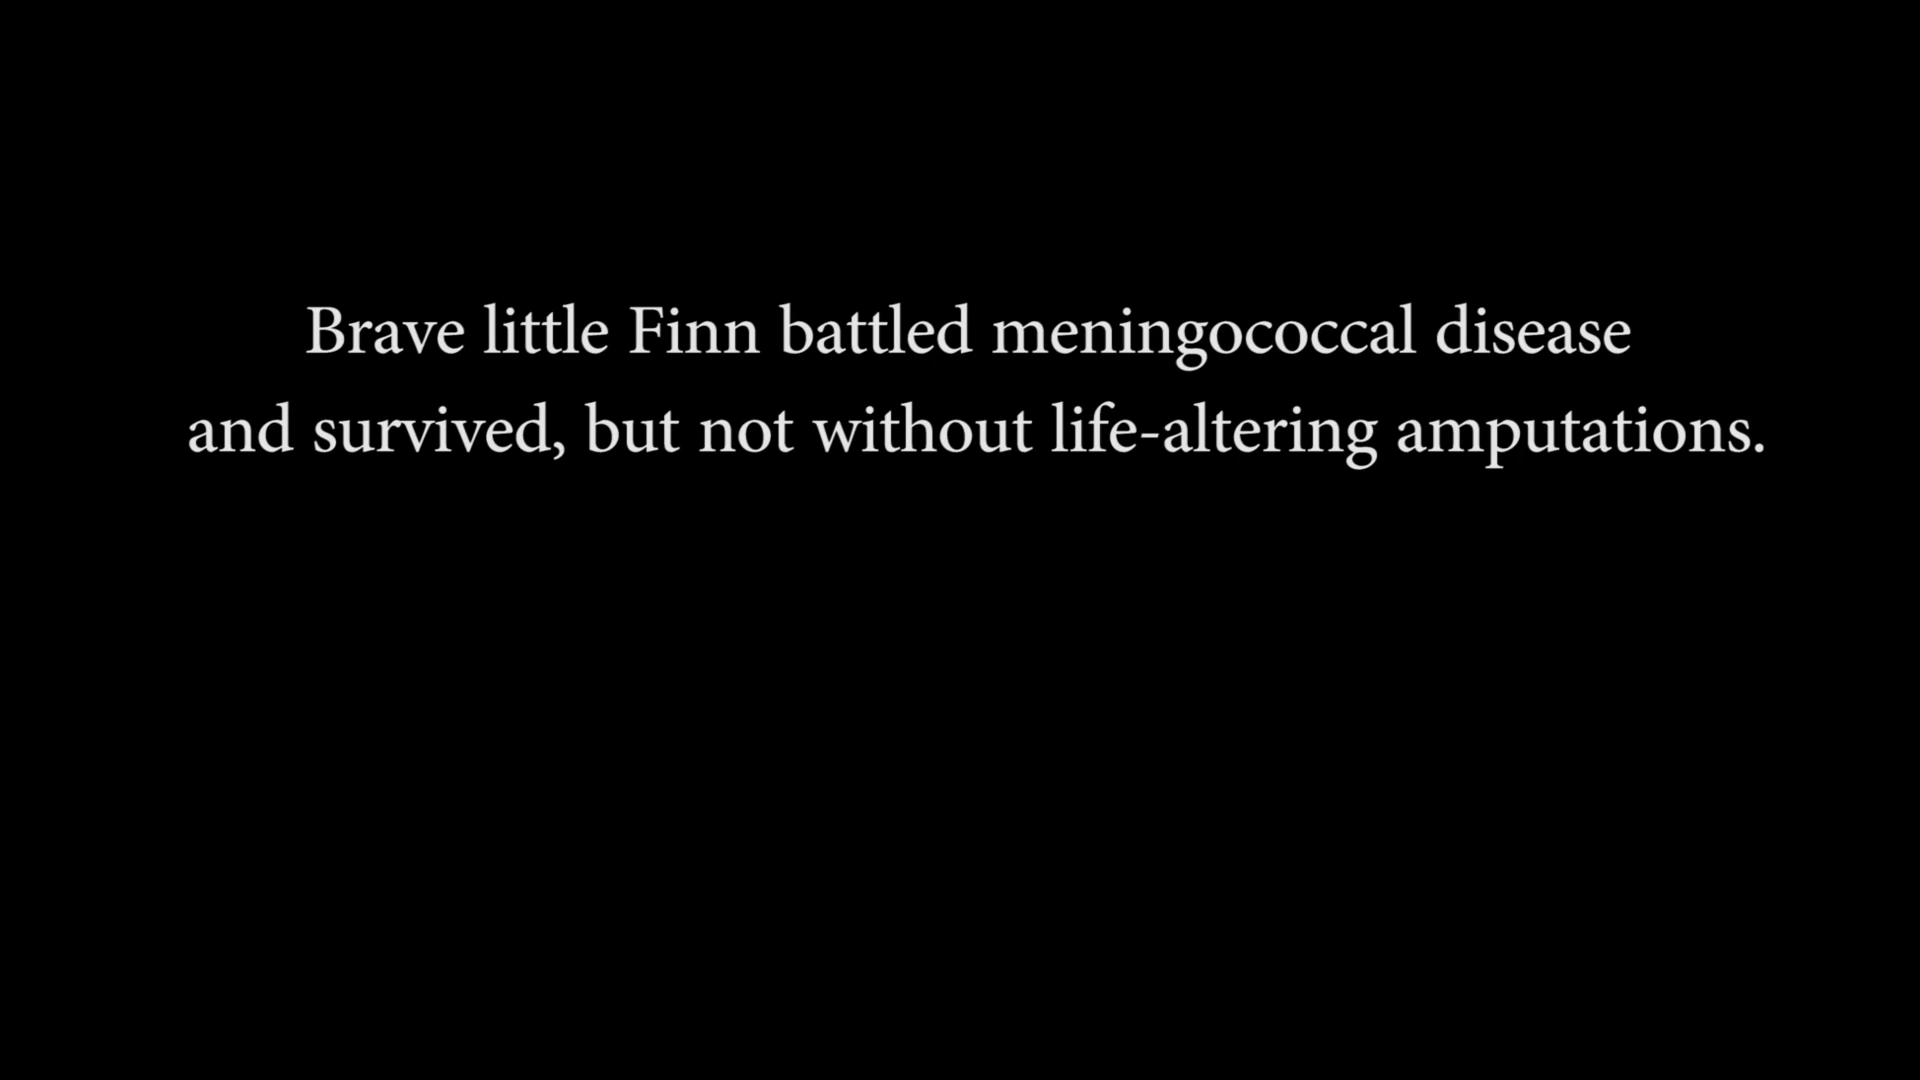 Brave little Finn battled meningococcal disease
and survived, but not without life-altering amputations.